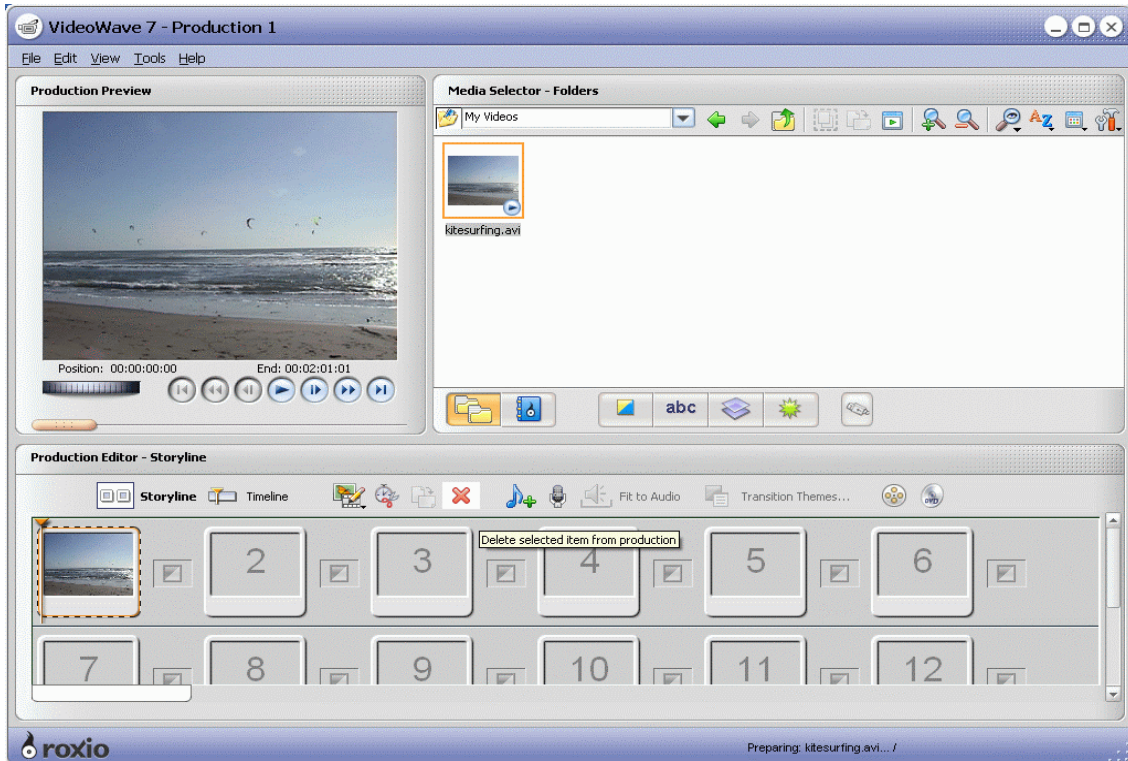 VideoWave 7 - Production 1
File Edit View Tools Help
Production Preview
Position: 00:00:00:00 End: 00:02:01:01
Media Selector - Folders
My Videos
AZ
kitesurfing.avi
abc
Production Editor - Storyline
Storyline Timeline Fit to Audio Transition Themes... DVD
Delete selected item from production
2 3 4 5 6
7 8 9 10 11 12
roxio
Preparing: kitesurfing.avi... /